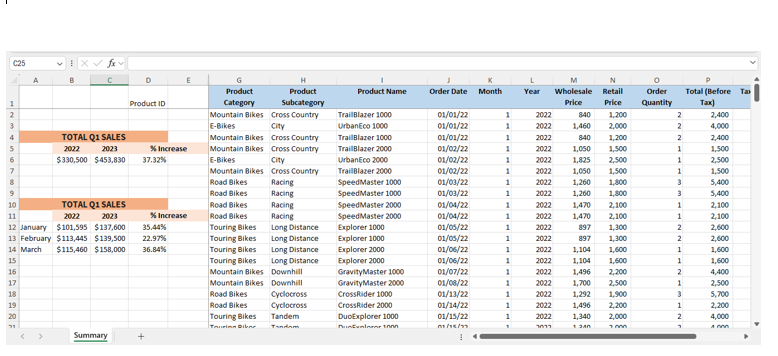 C25 fx
A B C D E G H I J K L M N O P
Product Product Product Name Order Date Month Year Wholesale Retail Order Total (Before Tax
1 Product ID Category Subcategory Price Price Quantity Tax)
2 Mountain Bikes Cross Country TrailBlazer 1000 01/01/22 1 2022 840 1,200 2 2,400
3 E-Bikes City UrbanEco 1000 01/01/22 1 2022 1,460 2,000 2 4,000
4 Mountain Bikes Cross Country TrailBlazer 1000 01/01/22 1 2022 840 1,200 2 2,400
5 TOTAL Q1 SALES Mountain Bikes Cross Country TrailBlazer 2000 01/02/22 1 2022 1,050 1,500 1 1,500
6 2022 2023 % Increase E-Bikes City UrbanEco 2000 01/02/22 1 2022 1,825 2,500 1 2,500
7 $330,500 $453,830 37.32% Mountain Bikes Cross Country TrailBlazer 2000 01/02/22 1 2022 1,050 1,500 1 1,500
8 Road Bikes Racing SpeedMaster 1000 01/03/22 1 2022 1,260 1,800 3 5,400
9 Road Bikes Racing SpeedMaster 1000 01/03/22 1 2022 1,260 1,800 3 5,400
10 TOTAL Q1 SALES Road Bikes Racing SpeedMaster 2000 01/04/22 1 2022 1,470 2,100 1 2,100
11 2022 2023 % Increase Road Bikes Racing SpeedMaster 2000 01/04/22 1 2022 1,470 2,100 1 2,100
12 January $101,595 $137,600 35.44% Touring Bikes Long Distance Explorer 1000 01/05/22 1 2022 897 1,300 2 2,600
13 February $113,445 $139,500 22.97% Touring Bikes Long Distance Explorer 1000 01/05/22 1 2022 897 1,300 2 2,600
14 March $115,460 $158,000 36.84% Touring Bikes Long Distance Explorer 2000 01/06/22 1 2022 1,104 1,600 1 1,600
15 Touring Bikes Long Distance Explorer 2000 01/06/22 1 2022 1,104 1,600 1 1,600
16 Mountain Bikes Downhill GravityMaster 1000 01/07/22 1 2022 1,496 2,200 2 4,400
17 Mountain Bikes Downhill GravityMaster 2000 01/08/22 1 2022 1,700 2,500 1 2,500
18 Road Bikes Cyclocross CrossRider 1000 01/13/22 1 2022 1,292 1,900 3 5,700
19 Road Bikes Cyclocross CrossRider 2000 01/14/22 1 2022 1,496 2,200 1 2,200
20 Touring Bikes Tandem DuoExplorer 1000 01/15/22 1 2022 1,340 2,000 2 4,000
21 Touring Bikes Tandem DuoExplorer 1000 01/15/22 1 2022 1,340 2,000 2 4,000
Summary